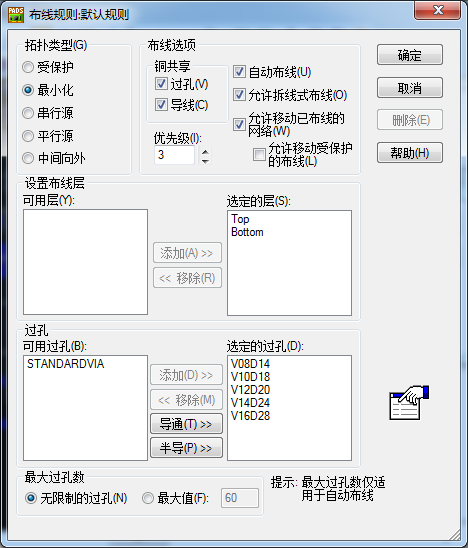 PADS 布线规则:默认规则
拓扑类型(G)
受保护
最小化
串行源
平行源
中间向外
布线选项
铜共享
过孔(V)
导线(C)
优先级(I):
3
自动布线(U)
允许拆线式布线(O)
允许移动已布线的
网络(W)
允许移动受保护
的布线(L)
确定
取消
删除(E)
帮助(H)
设置布线层
可用层(Y):
添加(A) >>
<< 移除(R)
选定的层(S):
Top
Bottom
过孔
可用过孔(B):
STANDARDVIA
添加(D) >>
<< 移除(M)
导通(T) >>
半导(P) >>
选定的过孔(D):
V08D14
V10D18
V12D20
V14D24
V16D28
最大过孔数
无限制的过孔(N)
最大值(F):
60
提示: 最大过孔数仅适
用于自动布线